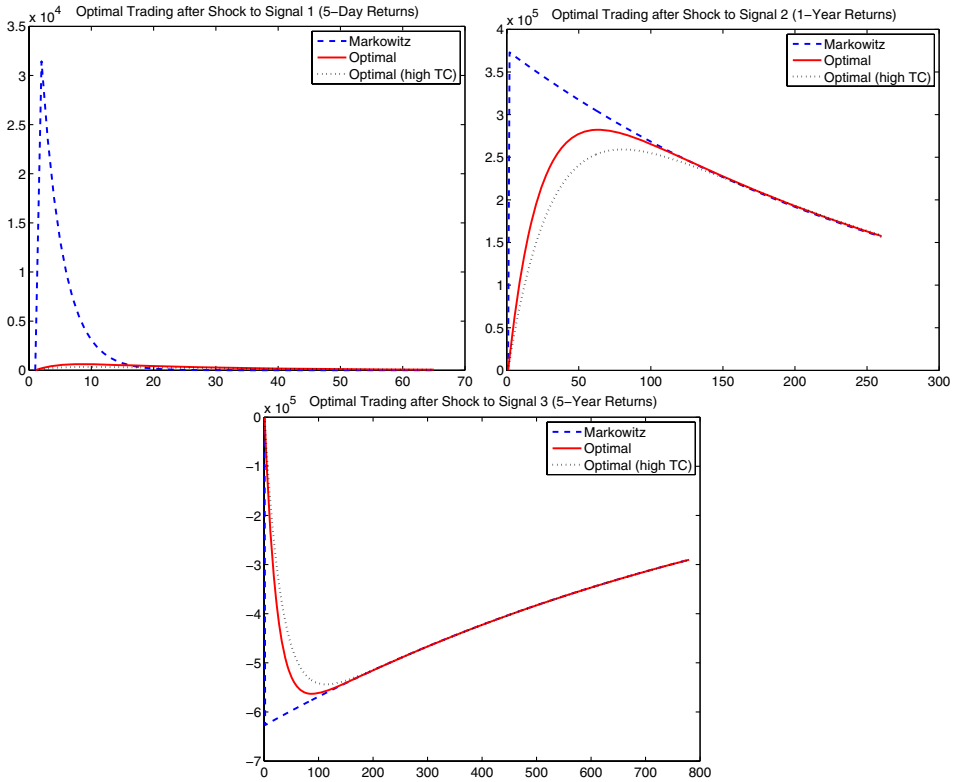 Optimal Trading after Shock to Signal 1 (5−Day Returns)
x 10^4
3.5
3
2.5
2
1.5
1
0.5
0
0 10 20 30 40 50 60 70
Markowitz
Optimal
Optimal (high TC)
Optimal Trading after Shock to Signal 2 (1−Year Returns)
x 10^5
4
3.5
3
2.5
2
1.5
1
0.5
0
0 50 100 150 200 250 300
Markowitz
Optimal
Optimal (high TC)
Optimal Trading after Shock to Signal 3 (5−Year Returns)
x 10^5
0
−1
−2
−3
−4
−5
−6
−7
0 100 200 300 400 500 600 700 800
Markowitz
Optimal
Optimal (high TC)